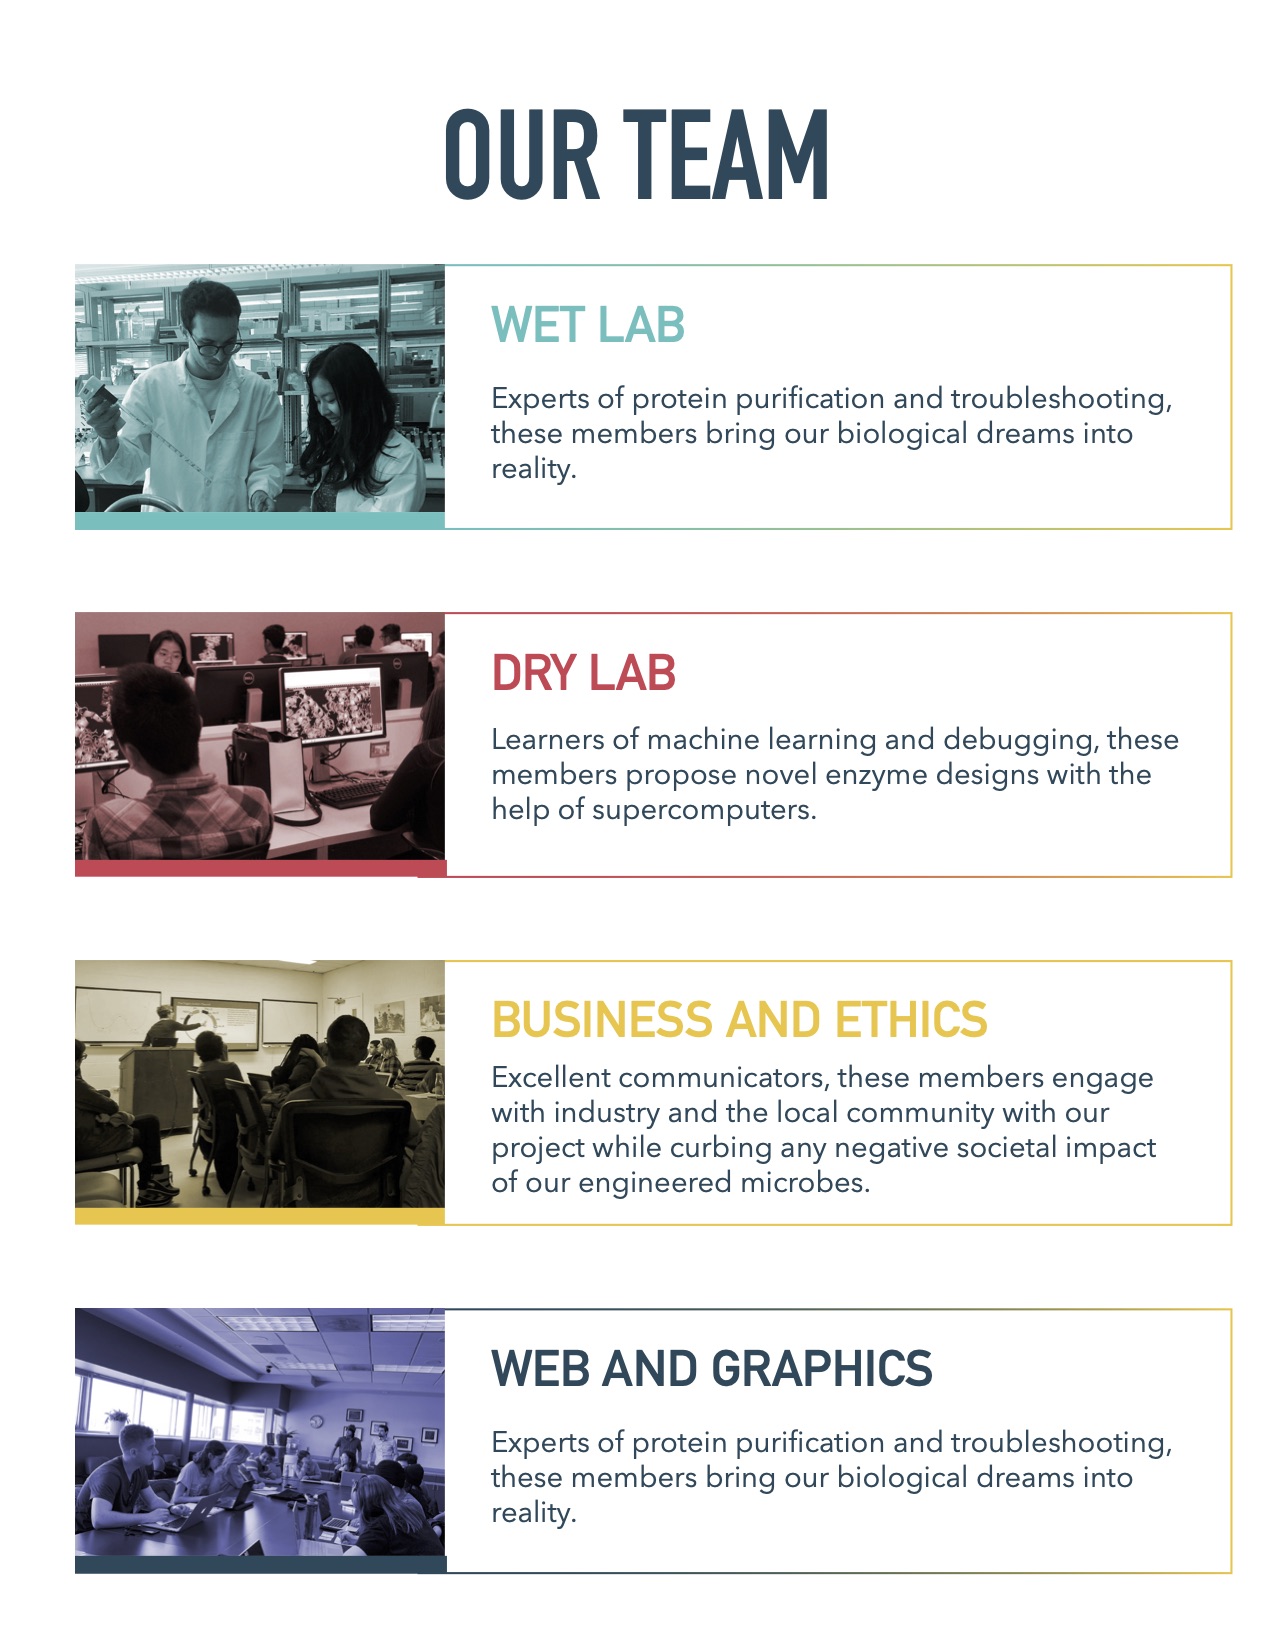 OUR TEAM
WET LAB
Experts of protein purification and troubleshooting,
these members bring our biological dreams into
reality.
DRY LAB
Learners of machine learning and debugging, these
members propose novel enzyme designs with the
help of supercomputers.
BUSINESS AND ETHICS
Excellent communicators, these members engage
with industry and the local community with our
project while curbing any negative societal impact
of our engineered microbes.
WEB AND GRAPHICS
Experts of protein purification and troubleshooting,
these members bring our biological dreams into
reality.